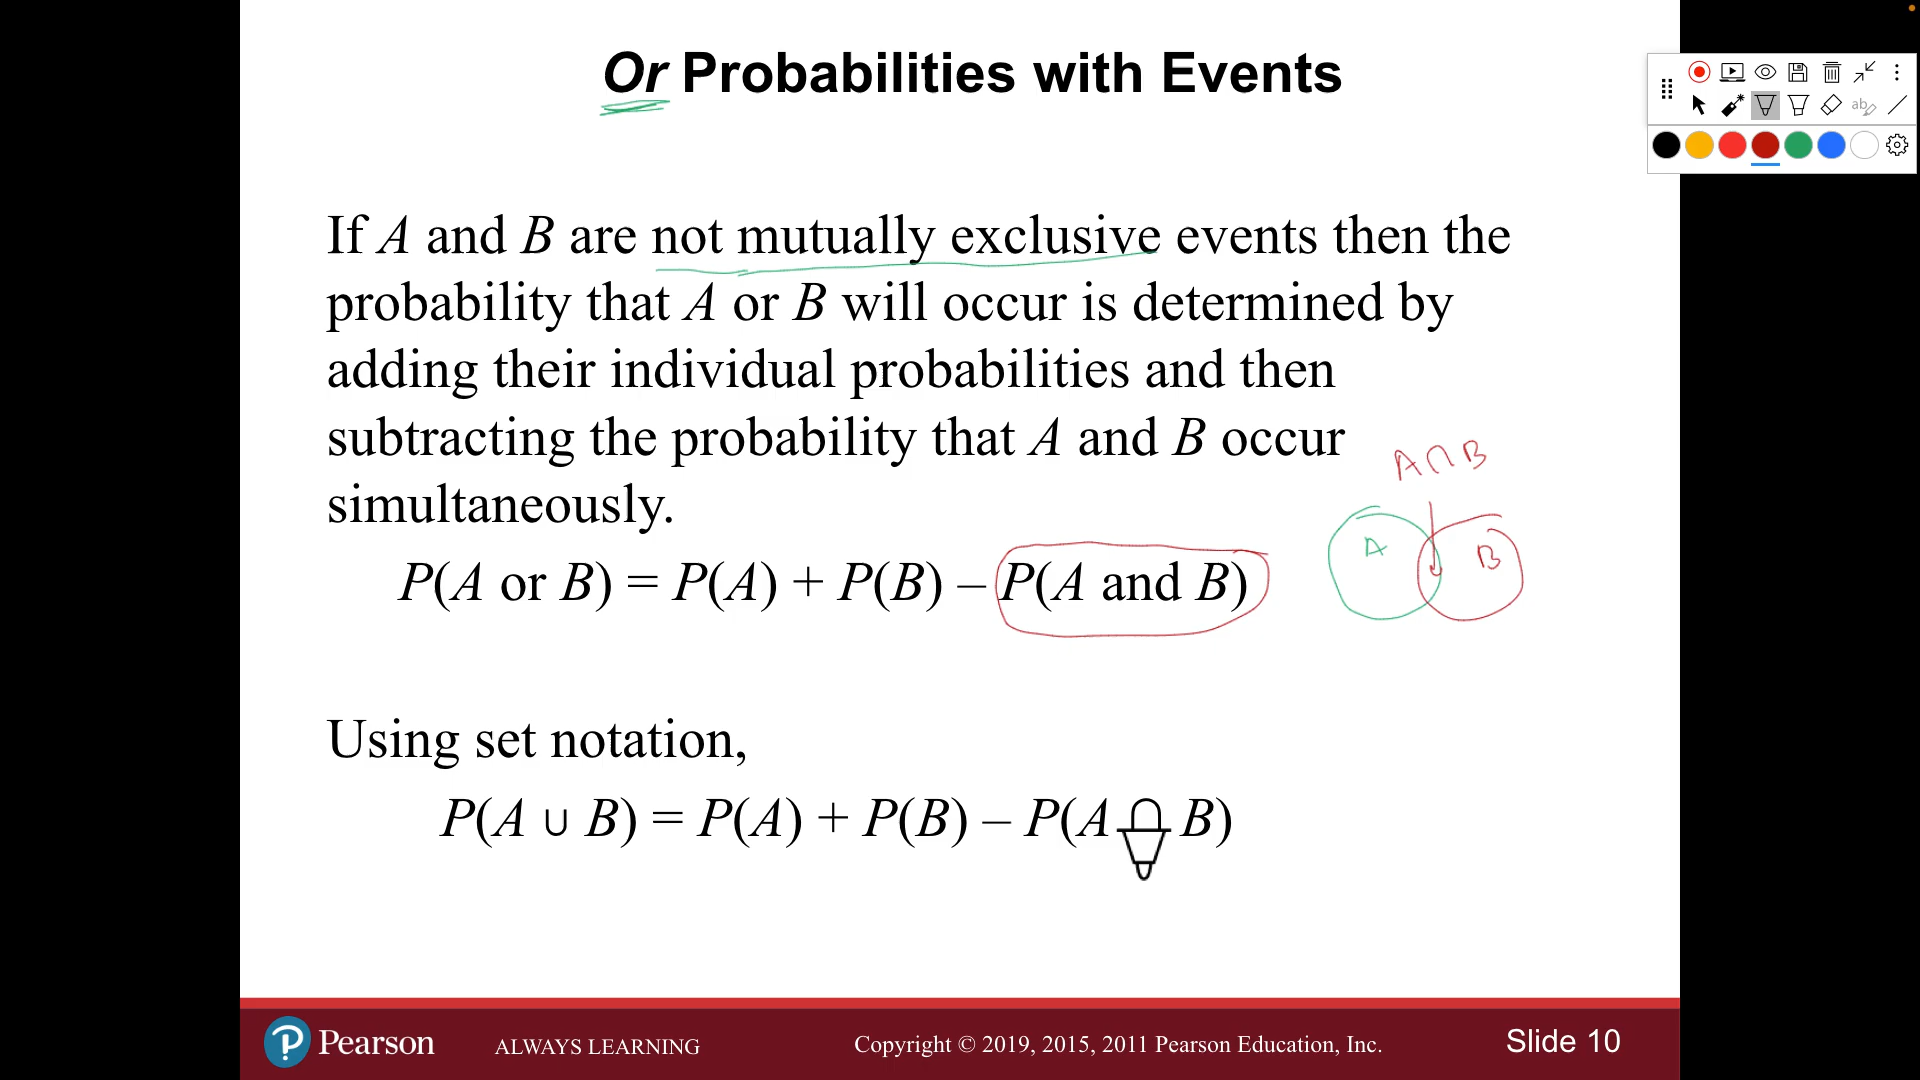 Or Probabilities with Events
If A and B are not mutually exclusive events then the
probability that A or B will occur is determined by
adding their individual probabilities and then
subtracting the probability that A and B occur
simultaneously.
A∩B
A B
P(A or B) = P(A) + P(B) – P(A and B)
Using set notation,
P(A ∪ B) = P(A) + P(B) – P(A ∩ B)
Pearson
ALWAYS LEARNING
Copyright © 2019, 2015, 2011 Pearson Education, Inc.
Slide 10
ab